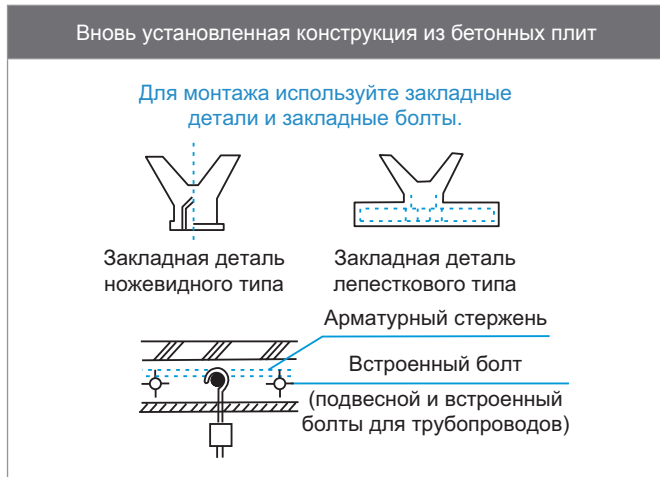 Вновь установленная конструкция из бетонных плит
Для монтажа используйте закладные
детали и закладные болты.
Закладная деталь
ножевидного типа
Закладная деталь
лепесткового типа
Арматурный стержень
Встроенный болт
(подвесной и встроенный
болты для трубопроводов)